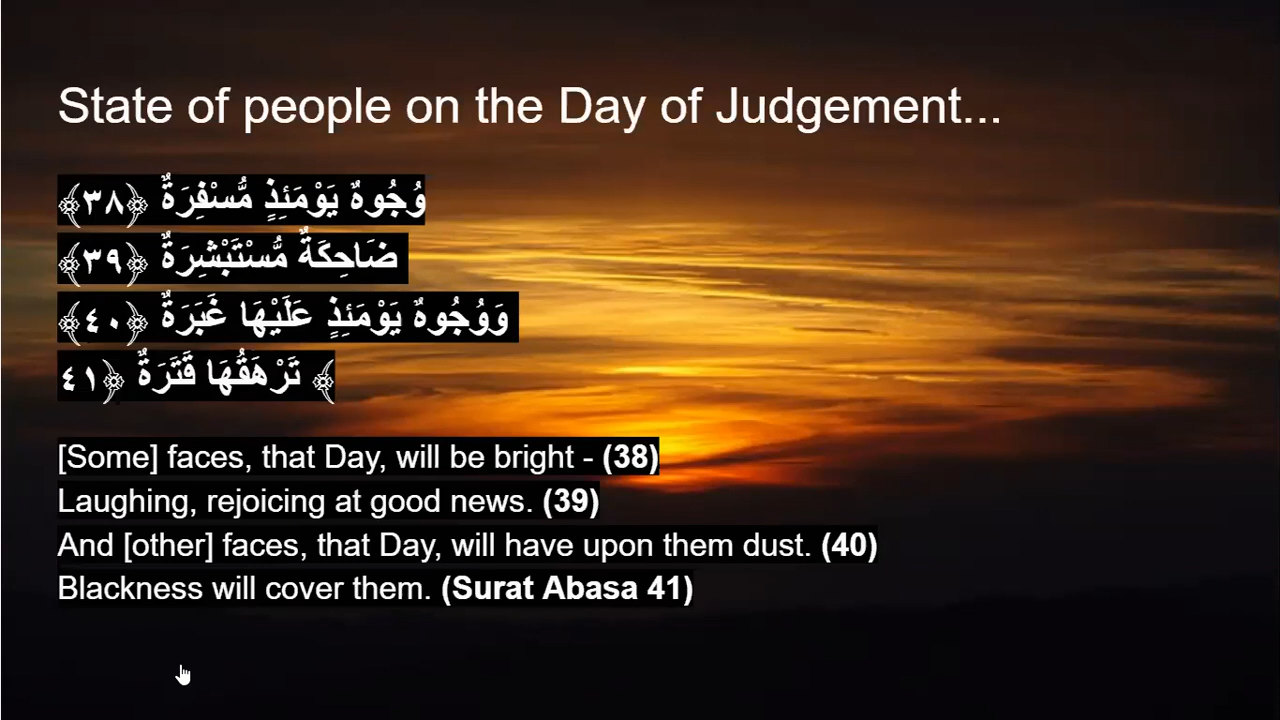 State of people on the Day of Judgement...
وُجُوهٌ يَوْمَئِذٍ مُّسْفِرَةٌ ﴿٣٨﴾
ضَاحِكَةٌ مُّسْتَبْشِرَةٌ ﴿٣٩﴾
وَوُجُوهٌ يَوْمَئِذٍ عَلَيْهَا غَبَرَةٌ ﴿٤٠﴾
﴾ تَرْهَقُهَا قَتَرَةٌ ﴿٤١
[Some] faces, that Day, will be bright - (38)
Laughing, rejoicing at good news. (39)
And [other] faces, that Day, will have upon them dust. (40)
Blackness will cover them. (Surat Abasa 41)